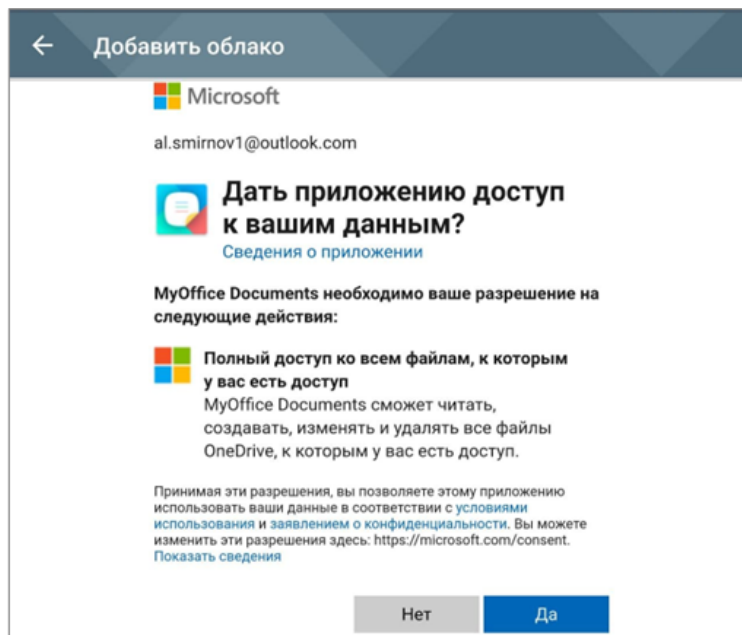 Добавить облако
Microsoft
al.smirnov1@outlook.com
Дать приложению доступ
к вашим данным?
Сведения о приложении
MyOffice Documents необходимо ваше разрешение на
следующие действия:
Полный доступ ко всем файлам, к которым
у вас есть доступ
MyOffice Documents сможет читать,
создавать, изменять и удалять все файлы
OneDrive, к которым у вас есть доступ.
Принимая эти разрешения, вы позволяете этому приложению
использовать ваши данные в соответствии с условиями
использования и заявлением о конфиденциальности. Вы можете
изменить эти разрешения здесь: https://microsoft.com/consent.
Показать сведения
Нет Да